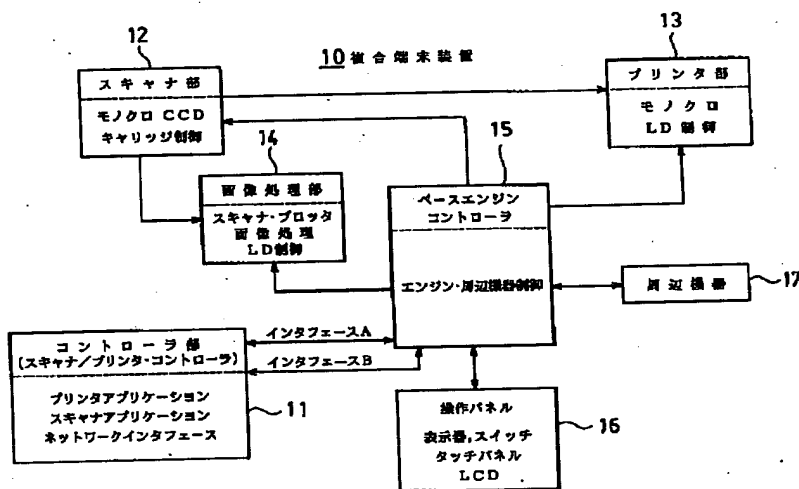 10 複合端末装置
12
スキャナ部
モノクロ CCD
キャリッジ制御
13
プリンタ部
モノクロ
LD 制御
14
画像処理部
スキャナ・プロッタ
画像処理
LD制御
15
ベースエンジン
コントローラ
エンジン・周辺機器制御
周辺機器
17
コントローラ部
(スキャナ/プリンタ・コントローラ)
プリンタアプリケーション
スキャナアプリケーション
ネットワークインタフェース
11
インタフェースA
インタフェースB
操作パネル
表示器,スイッチ
タッチパネル
LCD
16